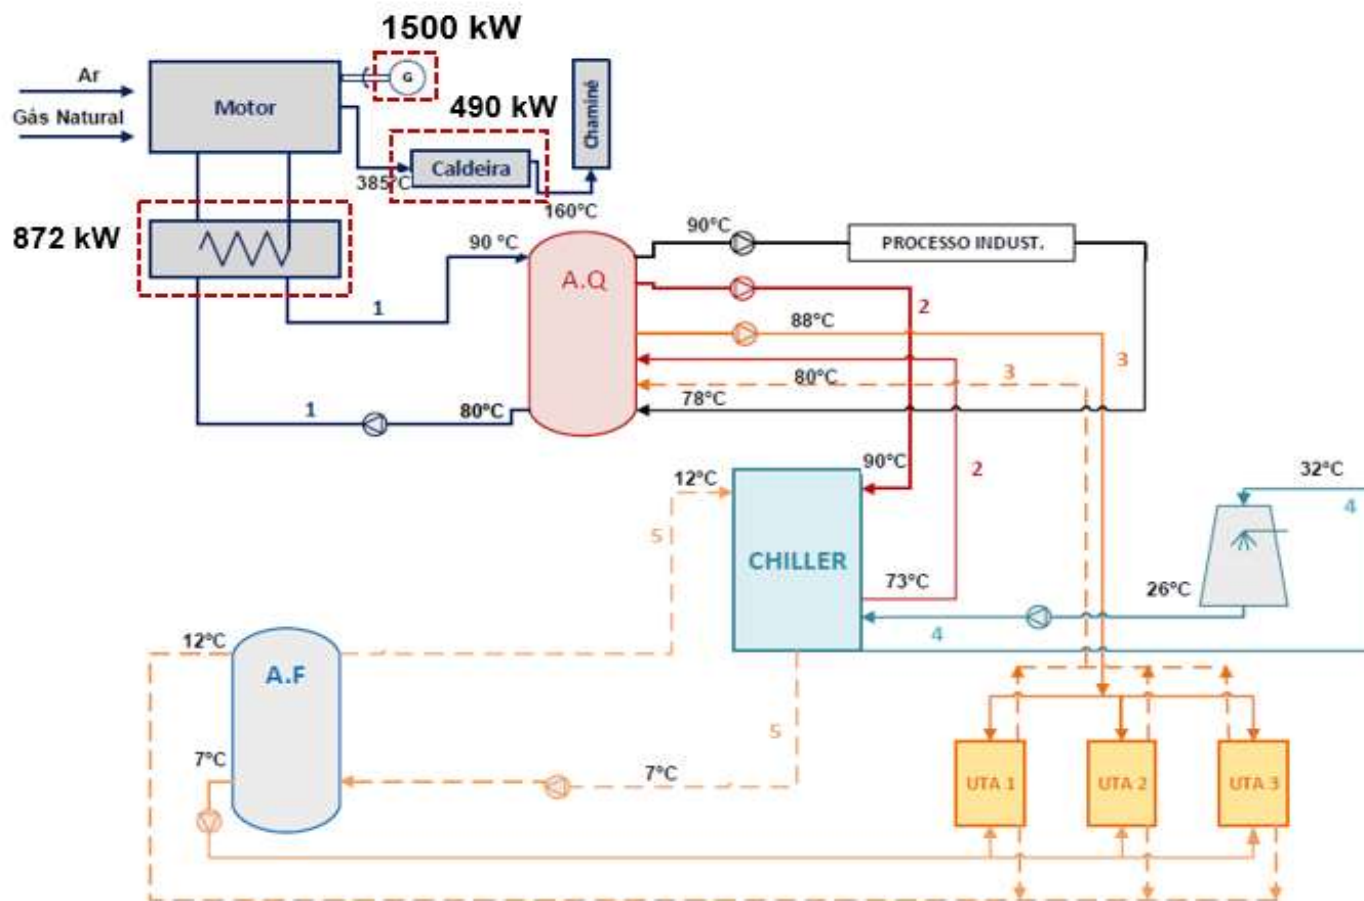 1500 kW
Ar
G
Motor
490 kW
Chaminé
Gás Natural
Caldeira
385°C
160°C
872 kW
90 °C
90°C
PROCESSO INDUST.
A.Q
1
2
88°C
3
80°C
3
78°C
1
80°C
90°C
2
12°C
32°C
4
5
CHILLER
73°C
26°C
4
12°C
A.F
5
7°C
7°C
UTA 1
UTA 2
UTA 3